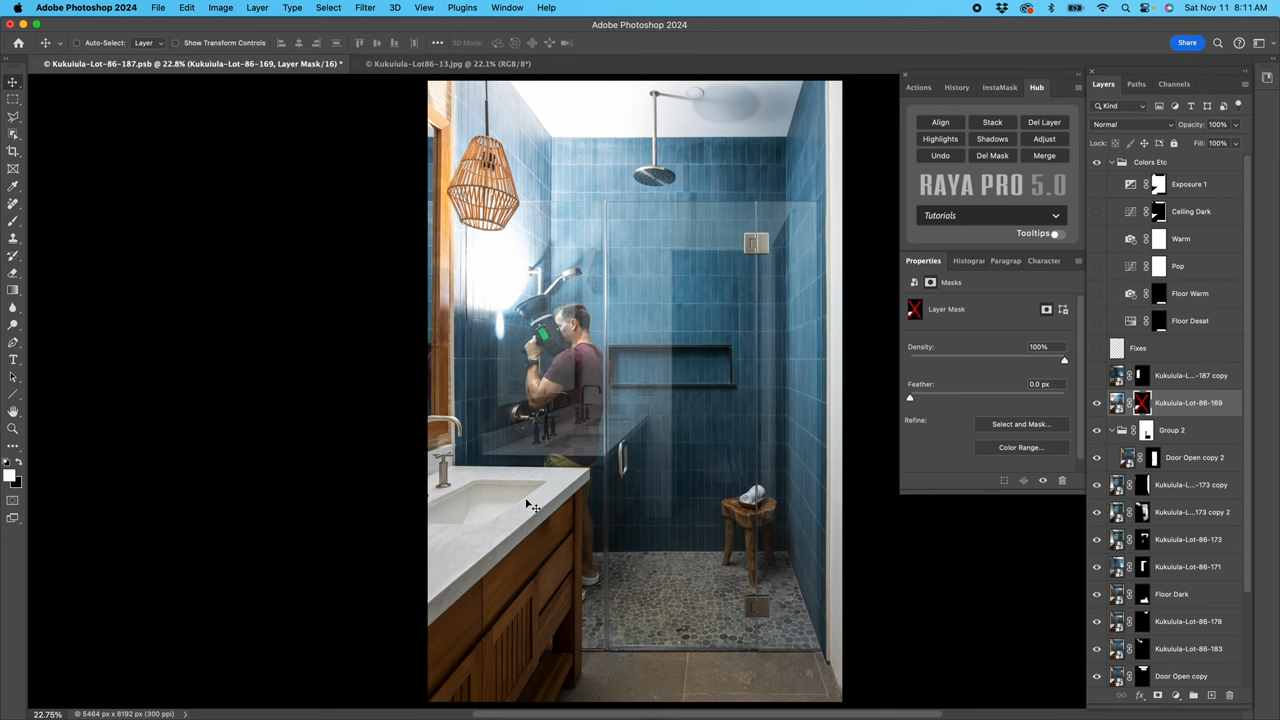 Adobe Photoshop 2024 File Edit Image Layer Type Select Filter 3D View Plugins Window Help Sat Nov 11 8:11 AM
Adobe Photoshop 2024
Auto-Select: Layer Show Transform Controls 3D Mode: Share
© Kukuiula-Lot-86-187.psb @ 22.8% (Kukuiula-Lot-86-169, Layer Mask/16) *
© Kukuiula-Lot86-13.jpg @ 22.1% (RGB/8*)
Actions History InstaMask Hub
Align Stack Del Layer
Highlights Shadows Adjust
Undo Del Mask Merge
RAYA PRO 5.0
Tutorials
Tooltips
Properties Histogr Paragrap Character
Masks
Layer Mask
Density: 100%
Feather: 0.0 px
Refine: Select and Mask...
Color Range...
Layers Paths Channels
Kind
Normal Opacity: 100%
Lock: Fill: 100%
Colors Etc
Exposure 1
Ceiling Dark
Warm
Pop
Floor Warm
Floor Desat
Fixes
Kukuiula-L...-187 copy
Kukuiula-Lot-86-169
Group 2
Door Open copy 2
Kukuiula-L...-173 copy
Kukuiula-L...173 copy 2
Kukuiula-Lot-86-173
Kukuiula-Lot-86-171
Floor Dark
Kukuiula-Lot-86-178
Kukuiula-Lot-86-183
Door Open copy
22.75% 5464 px x 8192 px (300 ppi)